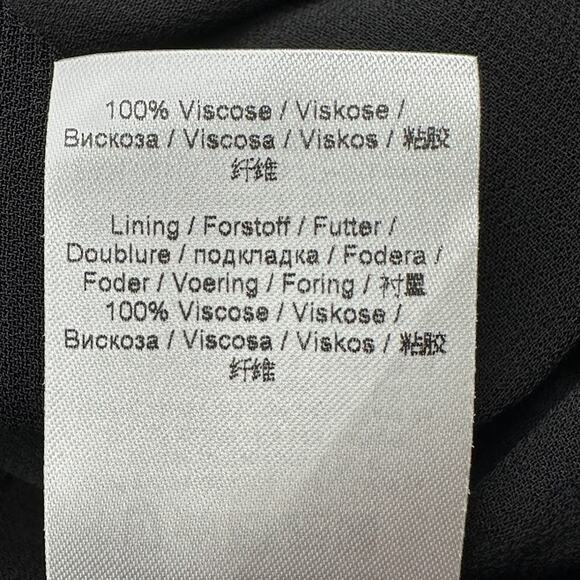 100% Viscose / Viskose /
Вискоза / Viscosa / Viskos / 粘胶
纤维
Lining / Forstoff / Futter /
Doublure / подкладка / Fodera /
Foder / Voering / Foring / 衬里
100% Viscose / Viskose /
Вискоза / Viscosa / Viskos / 粘胶
纤维